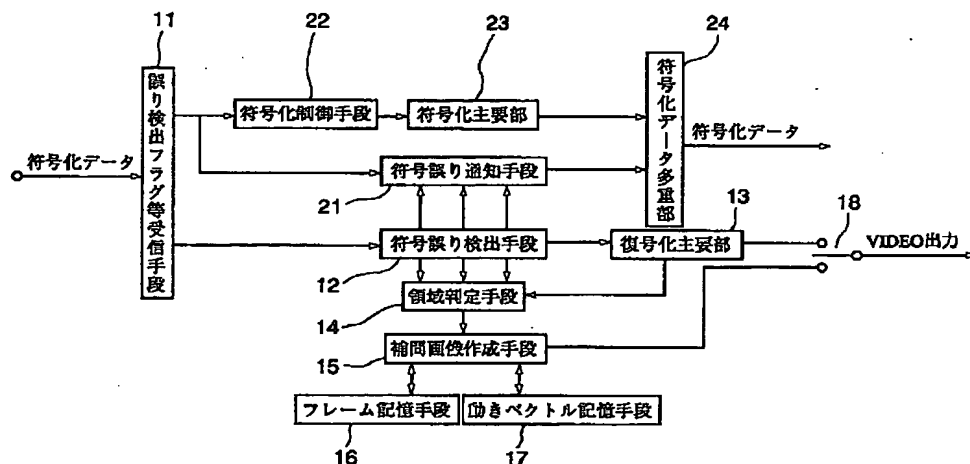 11
22
23
24
誤り検出フラグ等受信手段
符号化制御手段
符号化主要部
符号化データ多重部
符号化データ
符号化データ
符号誤り通知手段
21
13
18
符号誤り検出手段
復号化主要部
VIDEO出力
12
領域判定手段
14
補間画像作成手段
15
フレーム記憶手段
動きベクトル記憶手段
16
17